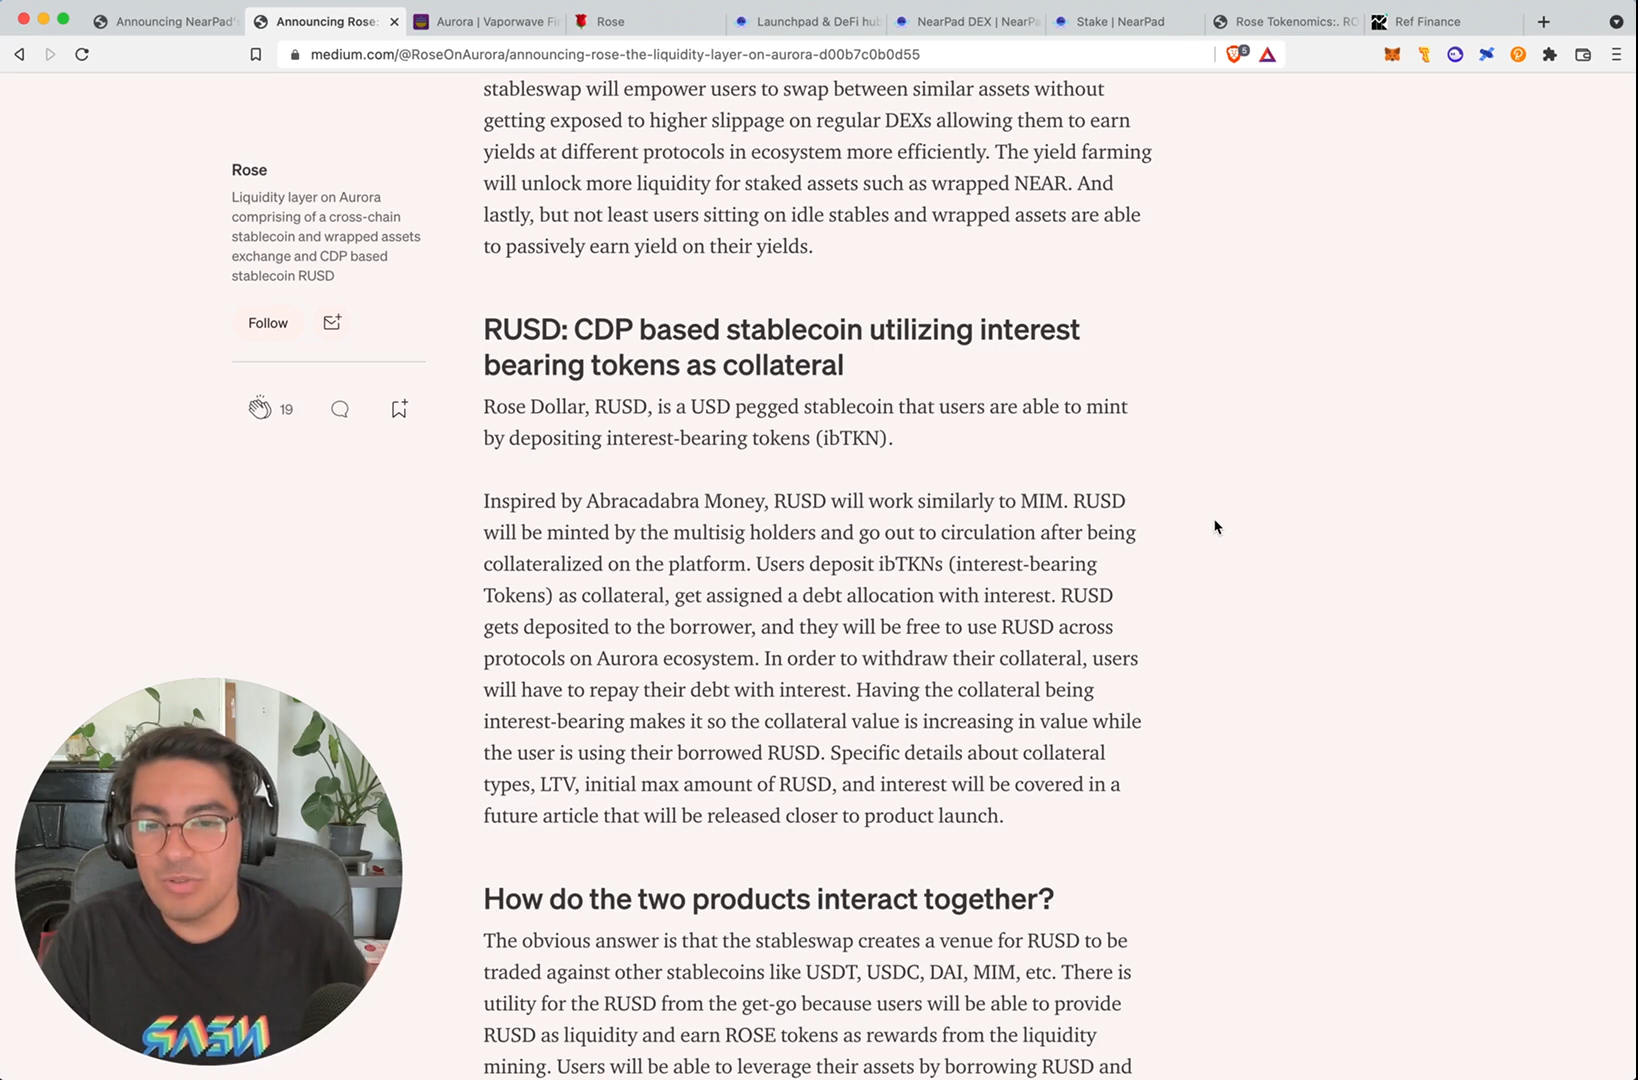 Announcing NearPad's
Announcing Rose:
Aurora | Vaporwave Fi
Rose
Launchpad & DeFi hub
NearPad DEX | NearPa
Stake | NearPad
Rose Tokenomics:. RO
Ref Finance
medium.com/@RoseOnAurora/announcing-rose-the-liquidity-layer-on-aurora-d00b7c0b0d55
Rose
Liquidity layer on Aurora
comprising of a cross-chain
stablecoin and wrapped assets
exchange and CDP based
stablecoin RUSD
Follow
19
stableswap will empower users to swap between similar assets without
getting exposed to higher slippage on regular DEXs allowing them to earn
yields at different protocols in ecosystem more efficiently. The yield farming
will unlock more liquidity for staked assets such as wrapped NEAR. And
lastly, but not least users sitting on idle stables and wrapped assets are able
to passively earn yield on their yields.
RUSD: CDP based stablecoin utilizing interest
bearing tokens as collateral
Rose Dollar, RUSD, is a USD pegged stablecoin that users are able to mint
by depositing interest-bearing tokens (ibTKN).
Inspired by Abracadabra Money, RUSD will work similarly to MIM. RUSD
will be minted by the multisig holders and go out to circulation after being
collateralized on the platform. Users deposit ibTKNs (interest-bearing
Tokens) as collateral, get assigned a debt allocation with interest. RUSD
gets deposited to the borrower, and they will be free to use RUSD across
protocols on Aurora ecosystem. In order to withdraw their collateral, users
will have to repay their debt with interest. Having the collateral being
interest-bearing makes it so the collateral value is increasing in value while
the user is using their borrowed RUSD. Specific details about collateral
types, LTV, initial max amount of RUSD, and interest will be covered in a
future article that will be released closer to product launch.
How do the two products interact together?
The obvious answer is that the stableswap creates a venue for RUSD to be
traded against other stablecoins like USDT, USDC, DAI, MIM, etc. There is
utility for the RUSD from the get-go because users will be able to provide
RUSD as liquidity and earn ROSE tokens as rewards from the liquidity
mining. Users will be able to leverage their assets by borrowing RUSD and
NEAR